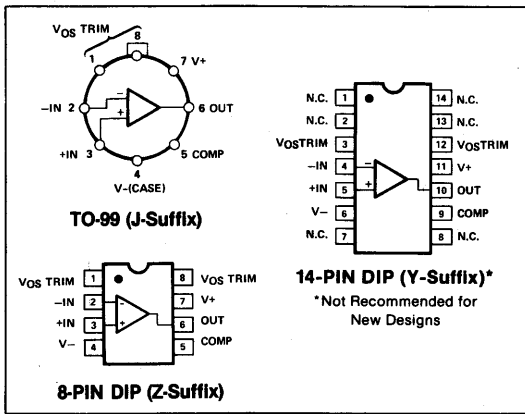 VOS TRIM
8
1
7 V+
−IN 2
−
+
6 OUT
+IN
3
5 COMP
4
V−(CASE)
TO-99 (J-Suffix)
N.C. 1
14 N.C.
N.C. 2
13 N.C.
VOSTRIM 3
12 VOSTRIM
−IN 4
−
11 V+
+IN 5
+
10 OUT
V− 6
9 COMP
N.C. 7
8 N.C.
14-PIN DIP (Y-Suffix)*
*Not Recommended for
New Designs
VOS TRIM 1
8 VOS TRIM
−IN 2
−
7 V+
+IN 3
+
6 OUT
V− 4
5 COMP
8-PIN DIP (Z-Suffix)